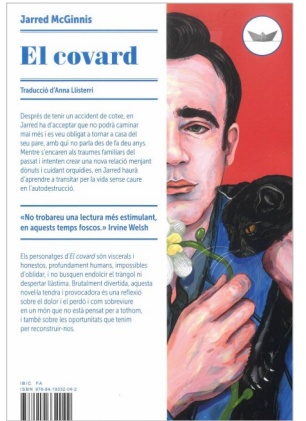 Jarred McGinnis
El covard
Traducció d'Anna Llisterri
Després de tenir un accident de cotxe, en
Jarred ha d'acceptar que no podrà caminar
mai més i es veu obligat a tornar a casa del
seu pare, amb qui no parla des de fa deu anys.
Mentre s'encaren als traumes familiars del
passat i intenten crear una nova relació menjant
dònuts i cuidant orquídies, en Jarred haurà
d'aprendre a transitar per la vida sense caure
en l'autodestrucció.
«No trobareu una lectura més estimulant,
en aquests temps foscos.» Irvine Welsh
Els personatges d'El covard són viscerals i
honestos, profundament humans, impossibles
d'oblidar, i no busquen endolcir el tràngol ni
despertar llàstima. Brutalment divertida, aquesta
novel·la tendra i provocadora és una reflexió
sobre el dolor i el perdó i com sobreviure
en un món que no està pensat per a tothom,
i també sobre les oportunitats que tenim
per reconstruir-nos.
IBIC FA